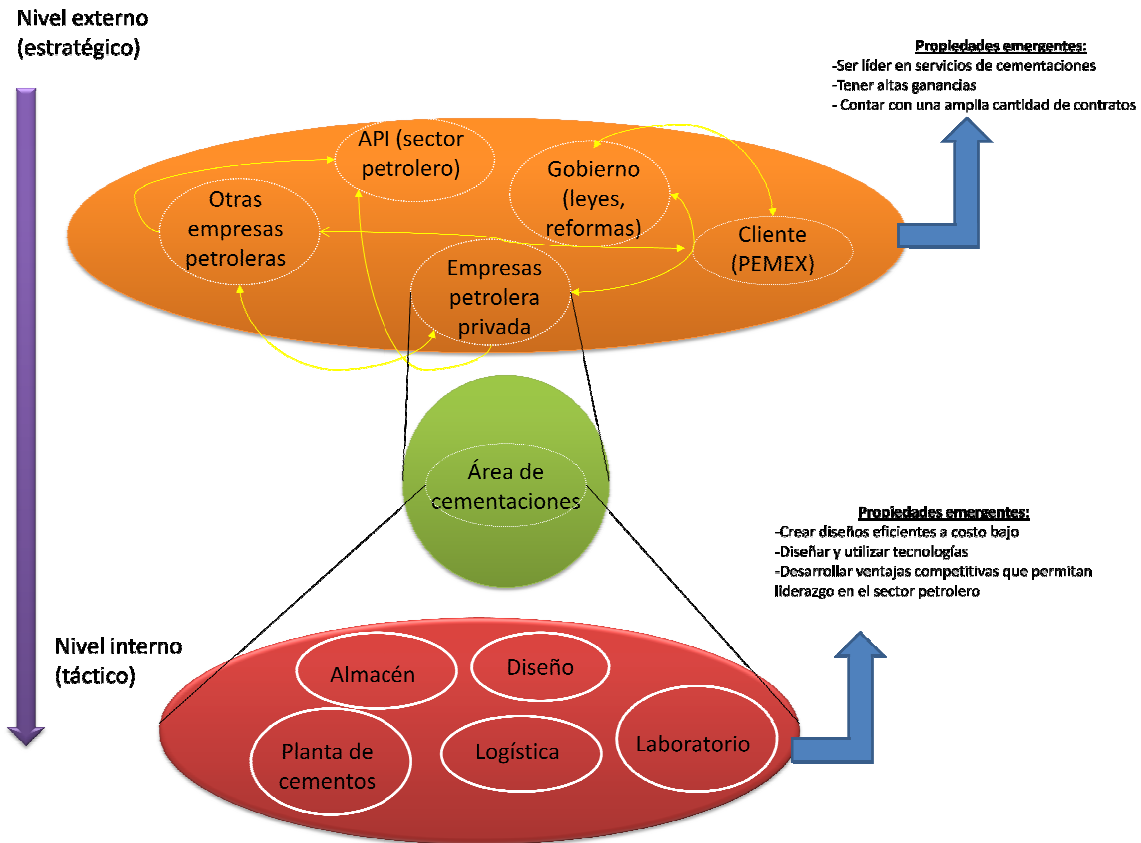 Nivel externo
(estratégico)
Propiedades emergentes:
-Ser líder en servicios de cementaciones
-Tener altas ganancias
- Contar con una amplia cantidad de contratos
API (sector
petrolero)
Gobierno
(leyes,
reformas)
Otras
empresas
petroleras
Cliente
(PEMEX)
Empresas
petrolera
privada
Área de
cementaciones
Propiedades emergentes:
-Crear diseños eficientes a costo bajo
-Diseñar y utilizar tecnologías
-Desarrollar ventajas competitivas que permitan
liderazgo en el sector petrolero
Nivel interno
(táctico)
Almacén
Diseño
Planta de
cementos
Logística
Laboratorio